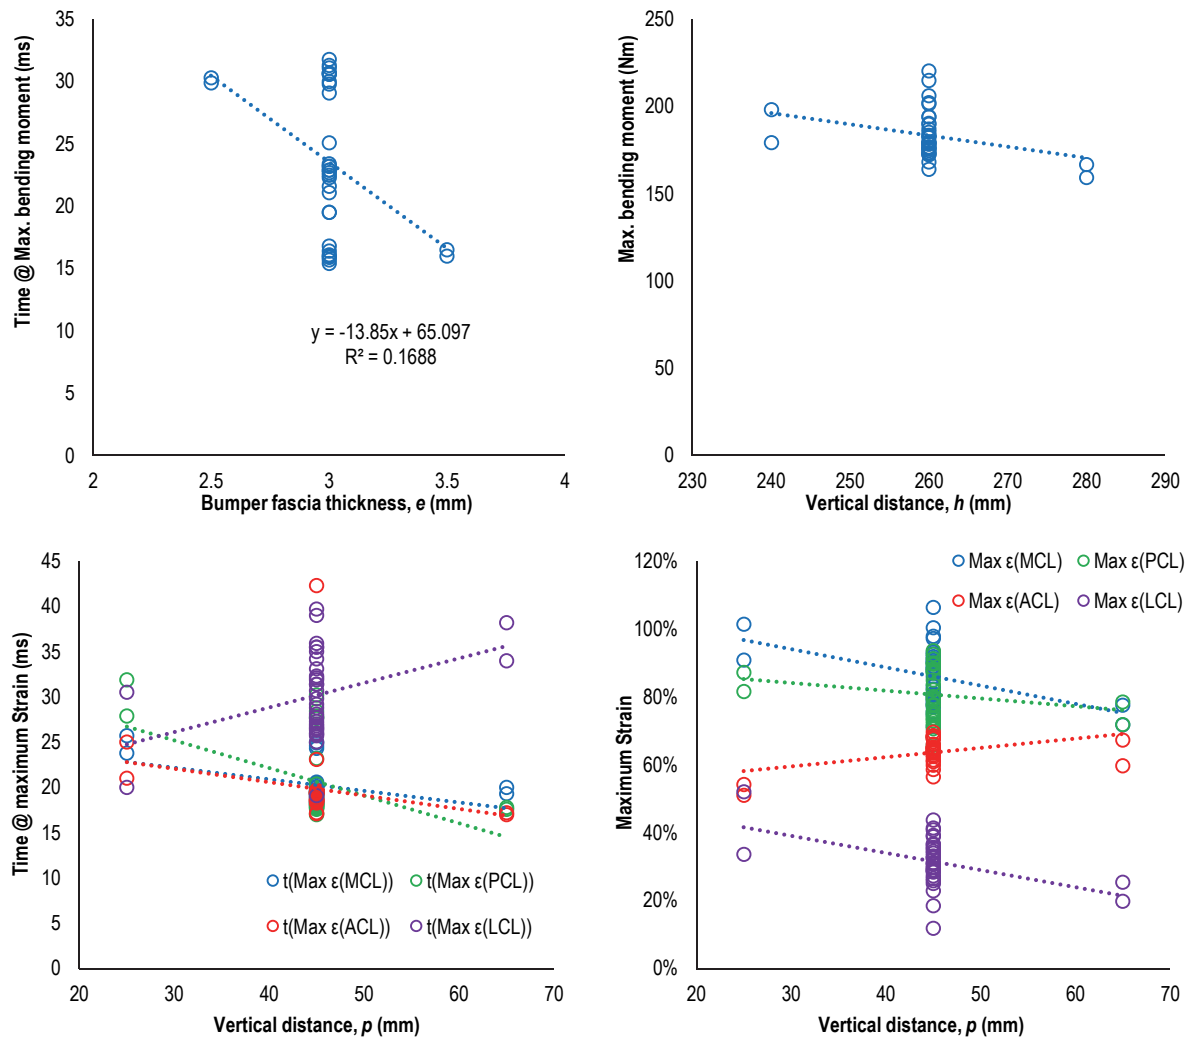 Time @ Max. bending moment (ms)
35
30
25
20
15
10
5
0
y = -13.85x + 65.097
R² = 0.1688
2 2.5 3 3.5 4
Bumper fascia thickness, e (mm)
Max. bending moment (Nm)
250
200
150
100
50
0
230 240 250 260 270 280 290
Vertical distance, h (mm)
Time @ maximum Strain (ms)
45
40
35
30
25
20
15
10
5
0
t(Max ε(MCL)) t(Max ε(PCL))
t(Max ε(ACL)) t(Max ε(LCL))
20 30 40 50 60 70
Vertical distance, p (mm)
Maximum Strain
Max ε(MCL) Max ε(PCL)
Max ε(ACL) Max ε(LCL)
120%
100%
80%
60%
40%
20%
0%
20 30 40 50 60 70
Vertical distance, p (mm)